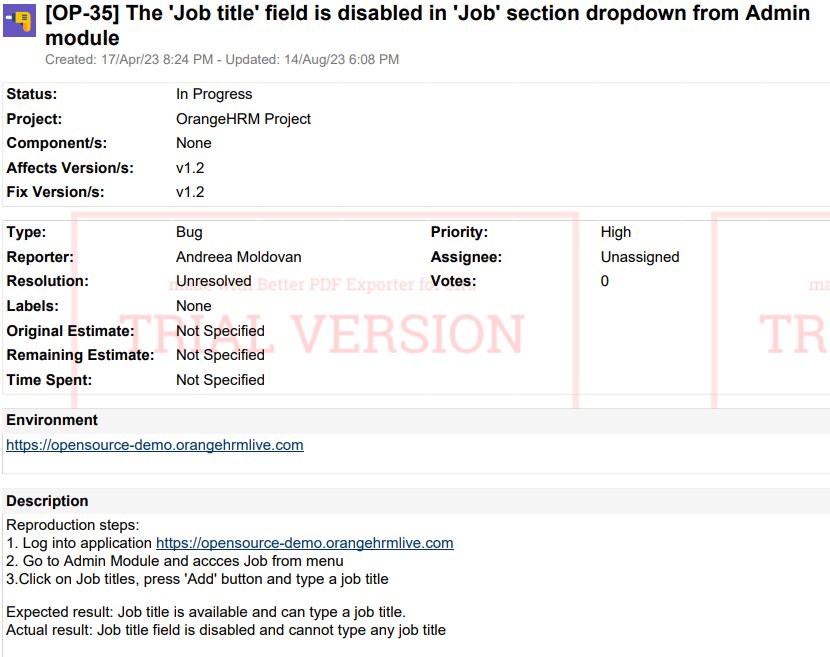 [OP-35] The 'Job title' field is disabled in 'Job' section dropdown from Admin
module
Created: 17/Apr/23 8:24 PM - Updated: 14/Aug/23 6:08 PM
Status: In Progress
Project: OrangeHRM Project
Component/s: None
Affects Version/s: v1.2
Fix Version/s: v1.2
Type: Bug Priority: High
Reporter: Andreea Moldovan Assignee: Unassigned
Resolution: Unresolved Votes: 0
made with Better PDF Exporter for
Labels: None
Original Estimate: Not Specified
TRIAL VERSION
Remaining Estimate: Not Specified
Time Spent: Not Specified
Environment
https://opensource-demo.orangehrmlive.com
Description
Reproduction steps:
1. Log into application https://opensource-demo.orangehrmlive.com
2. Go to Admin Module and accces Job from menu
3.Click on Job titles, press 'Add' button and type a job title
Expected result: Job title is available and can type a job title.
Actual result: Job title field is disabled and cannot type any job title